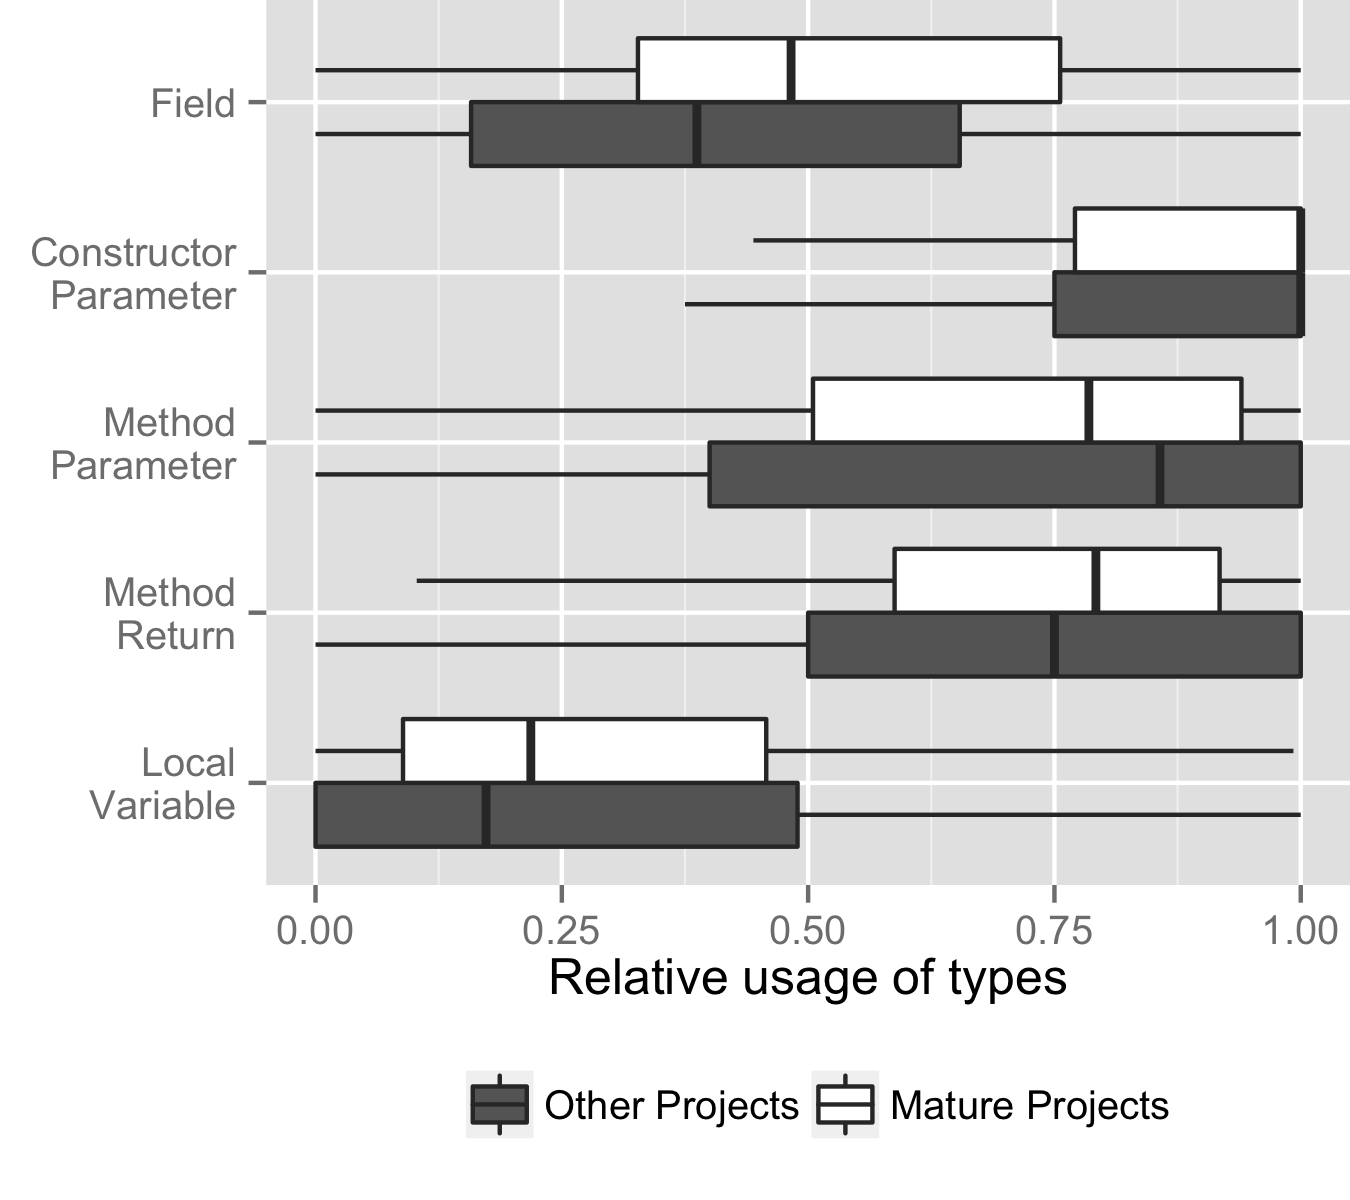 Field
Constructor
Parameter
Method
Parameter
Method
Return
Local
Variable
0.00 0.25 0.50 0.75 1.00
Relative usage of types
Other Projects Mature Projects